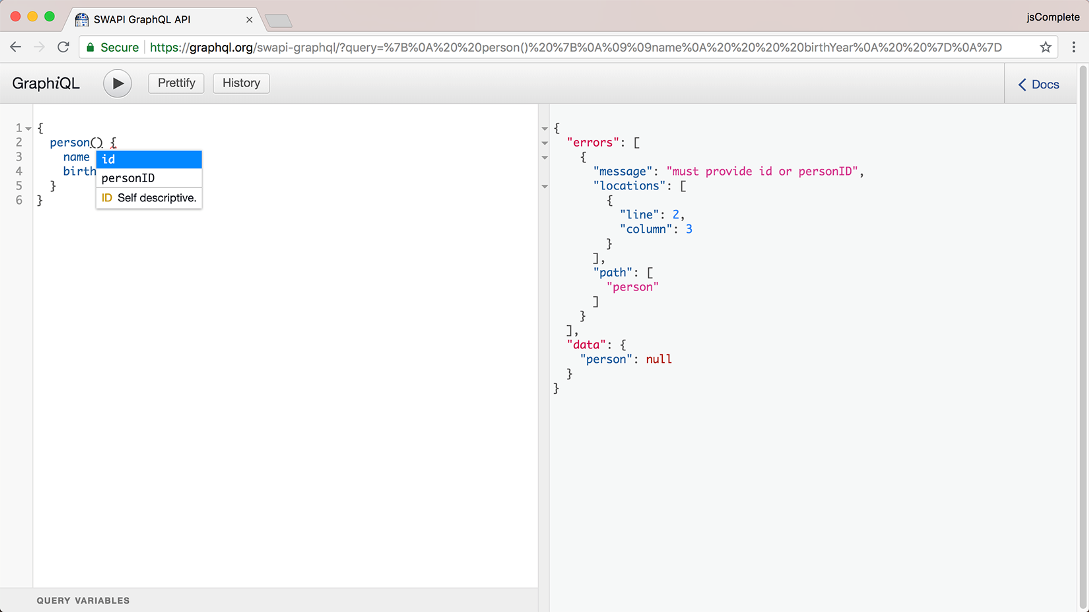 SWAPI GraphQL API
jsComplete
Secure https://graphql.org/swapi-graphql/?query=%7B%0A%20%20person()%20%7B%0A%09%09name%0A%20%20%20%20birthYear%0A%20%20%7D%0A%7D
GraphiQL Prettify History Docs
1 {
2 person() {
3 name
4 birth
5 }
6 }
id
personID
ID Self descriptive.
{
"errors": [
{
"message": "must provide id or personID",
"locations": [
{
"line": 2,
"column": 3
}
],
"path": [
"person"
]
}
],
"data": {
"person": null
}
}
QUERY VARIABLES